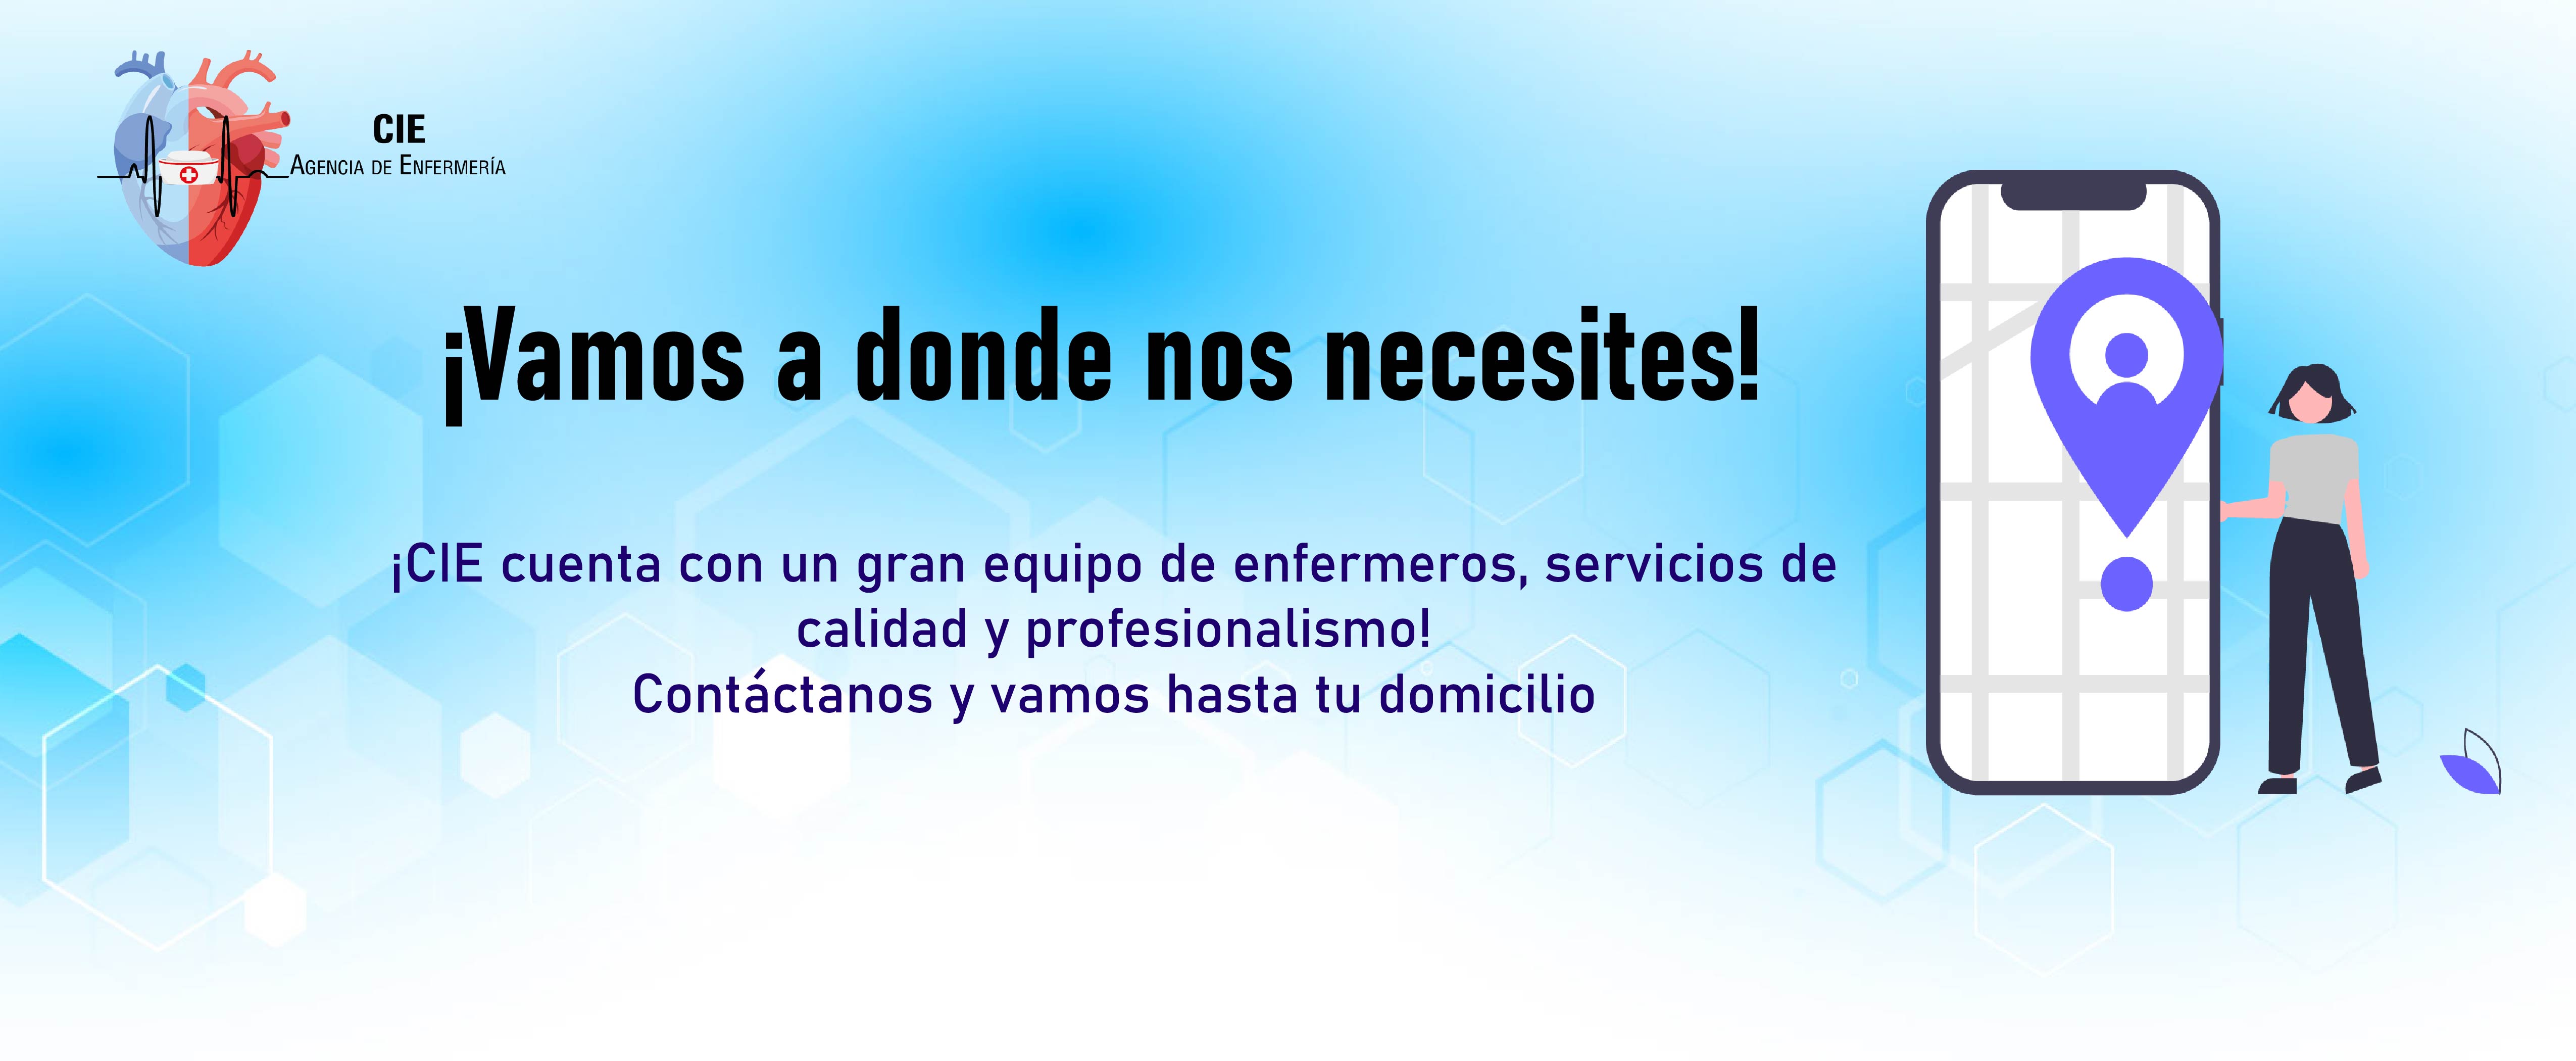 CIE
AGENCIA DE ENFERMERÍA
¡Vamos a donde nos necesites!
¡CIE cuenta con un gran equipo de enfermeros, servicios de
calidad y profesionalismo!
Contáctanos y vamos hasta tu domicilio